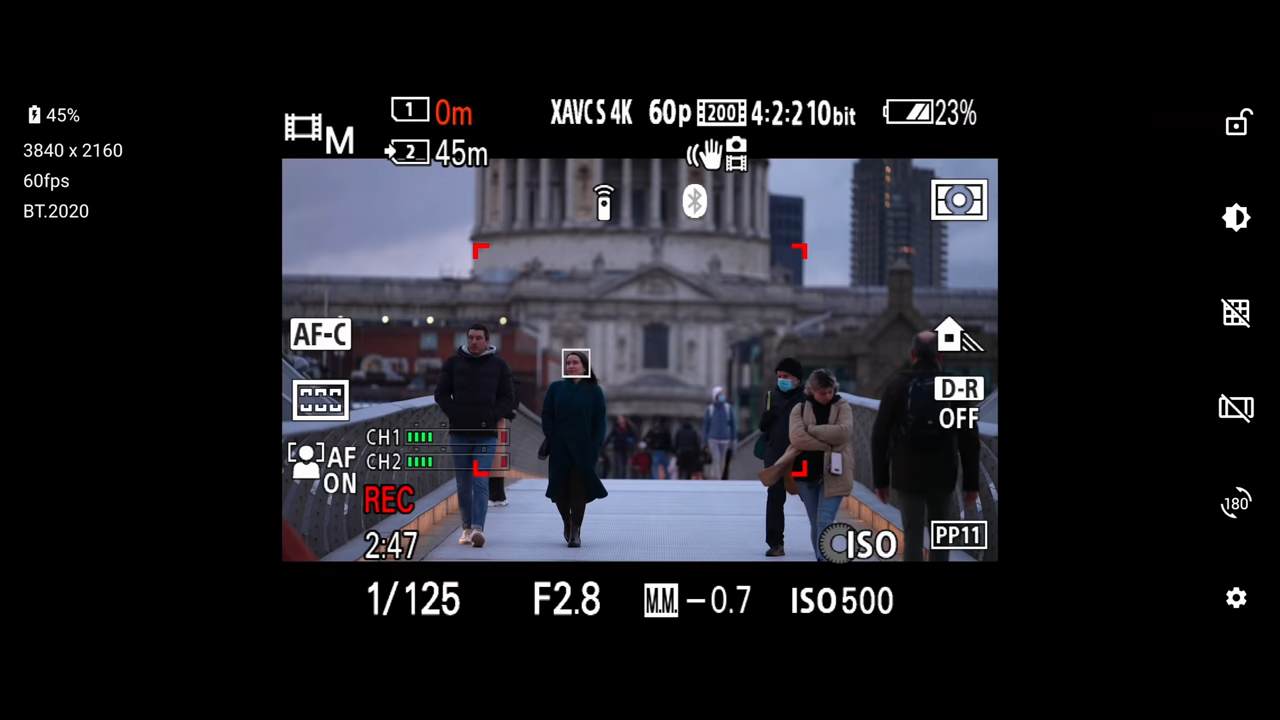 45%
3840 x 2160
60fps
BT.2020
M
1 0m
2 45m
XAVC S 4K 60p 200 4:2:2 10bit
23%
AF-C
D-R
OFF
CH1
CH2
AF
ON
REC
2:47
ISO
PP11
1/125 F2.8 M.M. −0.7 ISO 500
180